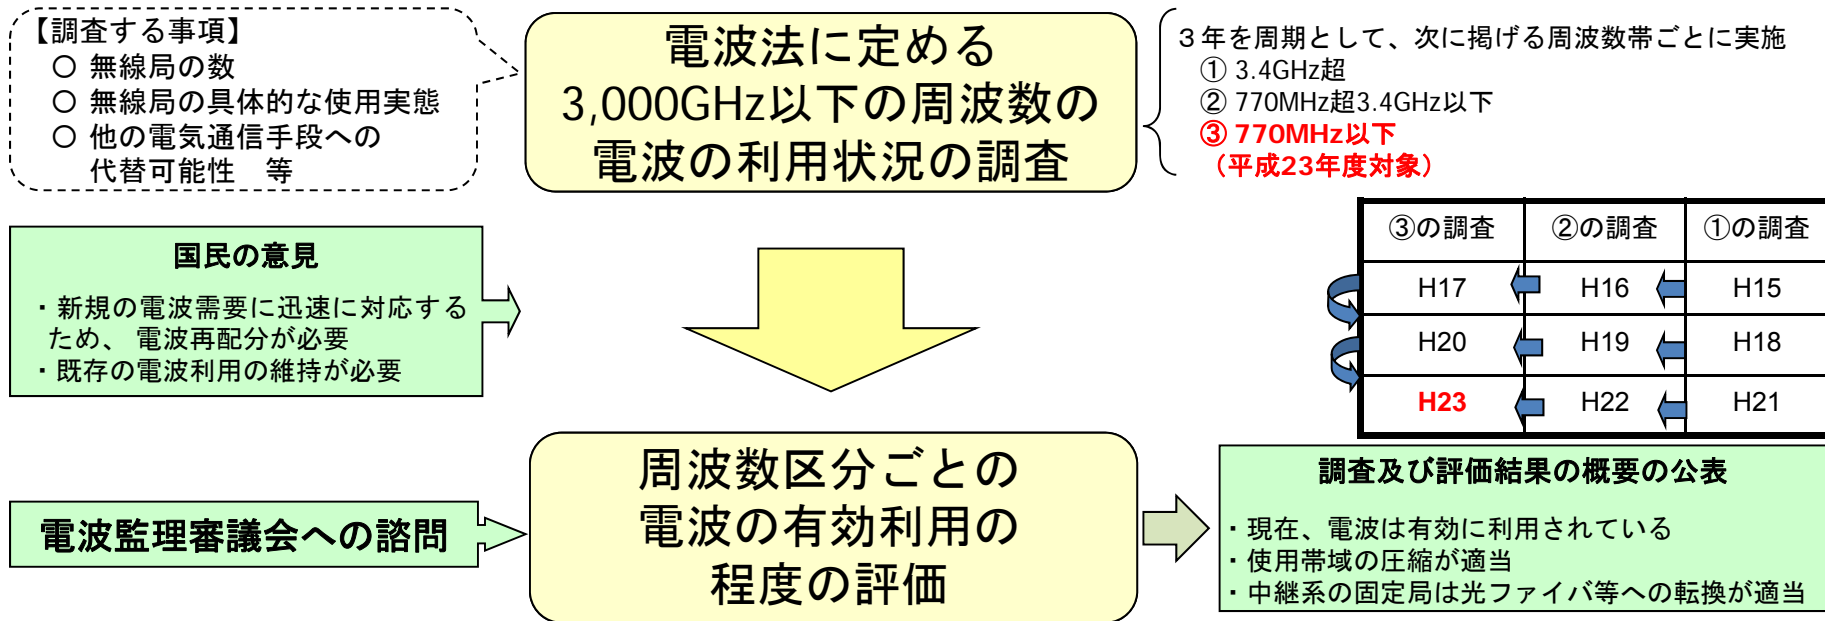 【調査する事項】
○ 無線局の数
○ 無線局の具体的な使用実態
○ 他の電気通信手段への
代替可能性　等
電波法に定める
3,000GHz以下の周波数の
電波の利用状況の調査
３年を周期として、次に掲げる周波数帯ごとに実施
① 3.4GHz超
② 770MHz超3.4GHz以下
③ 770MHz以下
（平成23年度対象）
国民の意見
・新規の電波需要に迅速に対応する
ため、 電波再配分が必要
・既存の電波利用の維持が必要
③の調査 ②の調査 ①の調査
H17 H16 H15
H20 H19 H18
H23 H22 H21
電波監理審議会への諮問
周波数区分ごとの
電波の有効利用の
程度の評価
調査及び評価結果の概要の公表
・現在、電波は有効に利用されている
・使用帯域の圧縮が適当
・中継系の固定局は光ファイバ等への転換が適当